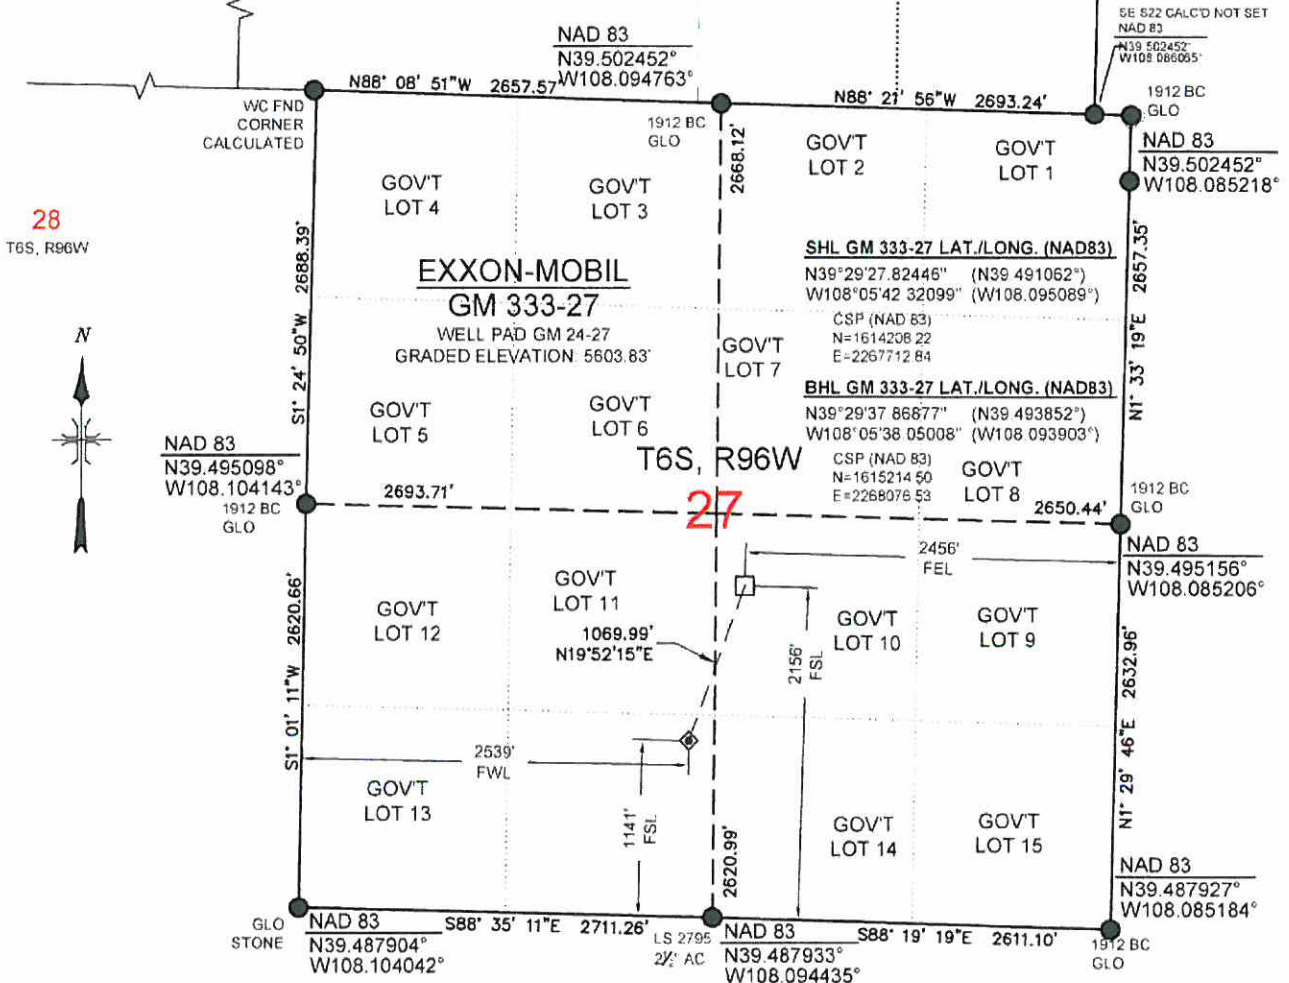 SE S22 CALC'D NOT SET
NAD 83
N39 502452°
W108 086065°
NAD 83
N39.502452°
W108.094763°
N88° 08' 51"W 2657.57'
N88° 21' 56"W 2693.24'
1912 BC
GLO
WC FND
CORNER
CALCULATED
1912 BC
GLO
2668.12'
NAD 83
N39.502452°
W108.085218°
GOV'T
LOT 4
GOV'T
LOT 3
GOV'T
LOT 2
GOV'T
LOT 1
28
T6S, R96W
S1° 24' 50"W 2688.39'
N1° 33' 19"E 2657.35'
EXXON-MOBIL
GM 333-27
WELL PAD GM 24-27
GRADED ELEVATION: 5603.83'
SHL GM 333-27 LAT./LONG. (NAD83)
N39°29'27.82446" (N39 491062°)
W108°05'42 32099" (W108.095089°)
CSP (NAD 83)
N=1614208 22
E=2267712 84
GOV'T
LOT 7
BHL GM 333-27 LAT./LONG. (NAD83)
N39°29'37 86877" (N39 493852°)
W108°05'38 05008" (W108 093903°)
CSP (NAD 83)
N=1615214 50
E=2268076 53
N
GOV'T
LOT 5
GOV'T
LOT 6
T6S, R96W
27
GOV'T
LOT 8
NAD 83
N39.495098°
W108.104143°
1912 BC
GLO
2693.71'
2650.44'
1912 BC
GLO
NAD 83
N39.495156°
W108.085206°
2456'
FEL
GOV'T
LOT 12
GOV'T
LOT 11
1069.99'
N19°52'15"E
GOV'T
LOT 10
GOV'T
LOT 9
2156'
FSL
S1° 01' 11"W 2620.66'
N1° 29' 46"E 2632.96'
2539'
FWL
1141'
FSL
GOV'T
LOT 13
GOV'T
LOT 14
GOV'T
LOT 15
2620.99'
NAD 83
N39.487927°
W108.085184°
GLO
STONE
NAD 83
N39.487904°
W108.104042°
S88° 35' 11"E 2711.26'
LS 2795
2½" AC
NAD 83
N39.487933°
W108.094435°
S88° 19' 19"E 2611.10'
1912 BC
GLO